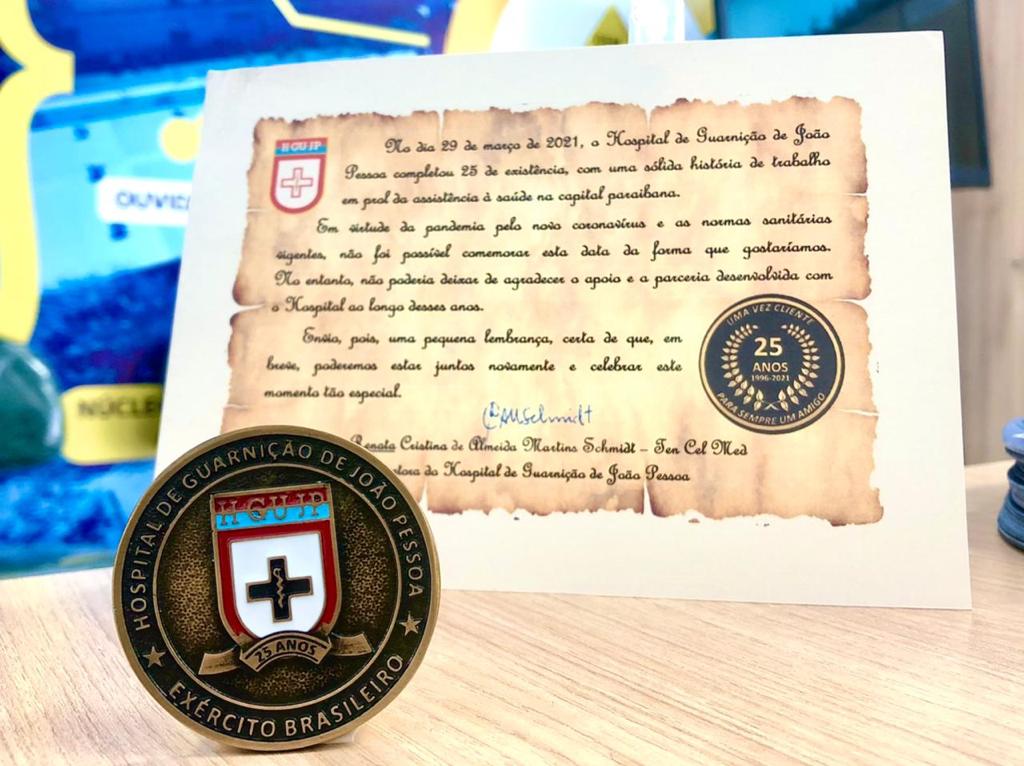 H GU JP
No dia 29 de março de 2021, o Hospital de Guarnição de João
Pessoa completou 25 de existência, com uma sólida história de trabalho
em prol da assistência à saúde na capital paraibana.
Em virtude da pandemia pelo novo coronavírus e as normas sanitárias
vigentes, não foi possível comemorar esta data da forma que gostaríamos.
No entanto, não poderia deixar de agradecer o apoio e a parceria desenvolvida com
o Hospital ao longo desses anos.
Envio, pois, uma pequena lembrança, certa de que, em
breve, poderemos estar juntos novamente e celebrar este
momento tão especial.
UMA VEZ CLIENTE
25
ANOS
1996-2021
PARA SEMPRE UM AMIGO
Renata Cristina de Almeida Martins Schmidt – Ten Cel Med
do Hospital de Guarnição de João Pessoa
HOSPITAL DE GUARNIÇÃO DE JOÃO PESSOA
H GU JP
25 ANOS
EXÉRCITO BRASILEIRO